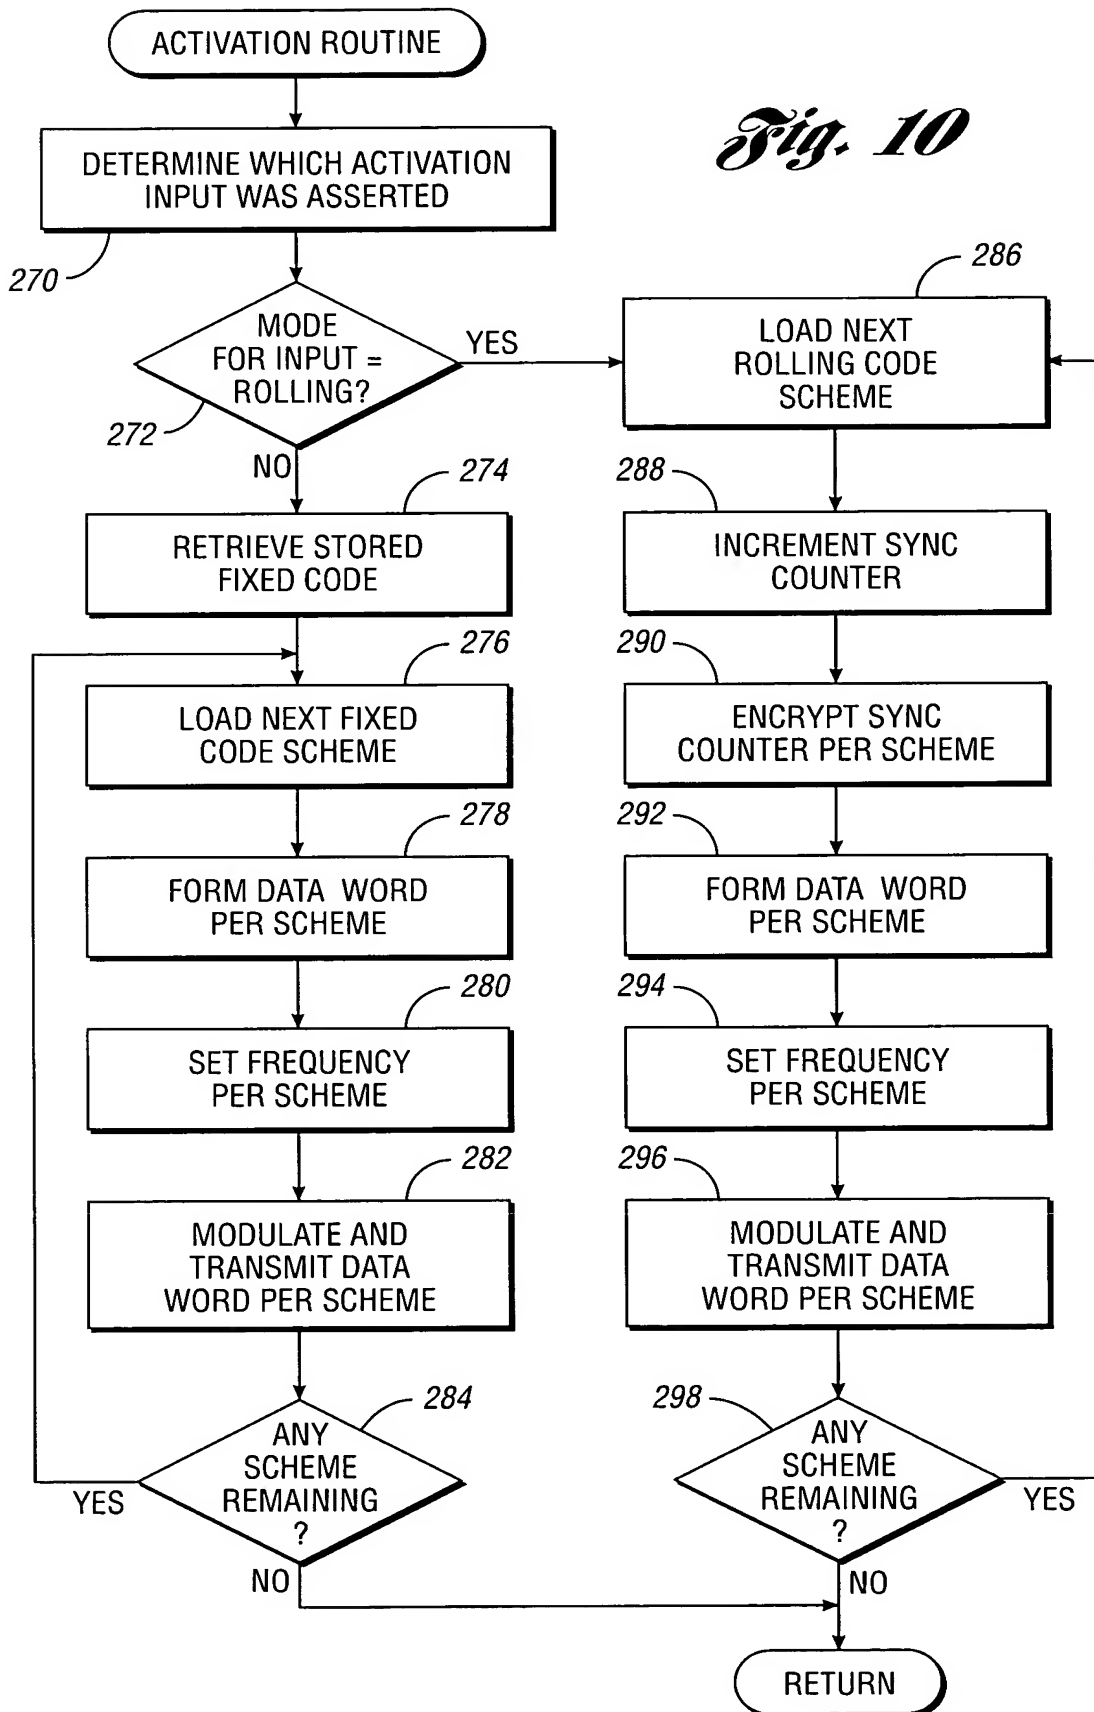 ACTIVATION ROUTINE
Fig. 10
DETERMINE WHICH ACTIVATION
INPUT WAS ASSERTED
270
MODE
FOR INPUT =
ROLLING?
272
YES
NO
274
RETRIEVE STORED
FIXED CODE
276
LOAD NEXT FIXED
CODE SCHEME
278
FORM DATA WORD
PER SCHEME
280
SET FREQUENCY
PER SCHEME
282
MODULATE AND
TRANSMIT DATA
WORD PER SCHEME
284
ANY
SCHEME
REMAINING
?
YES
NO
286
LOAD NEXT
ROLLING CODE
SCHEME
288
INCREMENT SYNC
COUNTER
290
ENCRYPT SYNC
COUNTER PER SCHEME
292
FORM DATA WORD
PER SCHEME
294
SET FREQUENCY
PER SCHEME
296
MODULATE AND
TRANSMIT DATA
WORD PER SCHEME
298
ANY
SCHEME
REMAINING
?
YES
NO
RETURN